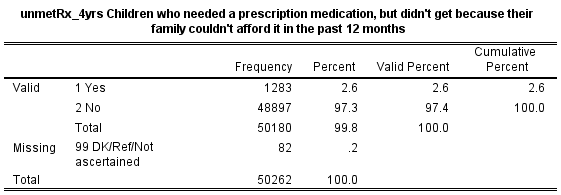 unmetRx_4yrs Children who needed a prescription medication, but didn't get because their
family couldn't afford it in the past 12 months
Frequency Percent Valid Percent Cumulative Percent
Valid 1 Yes 1283 2.6 2.6 2.6
2 No 48897 97.3 97.4 100.0
Total 50180 99.8 100.0
Missing 99 DK/Ref/Not ascertained 82 .2
Total 50262 100.0